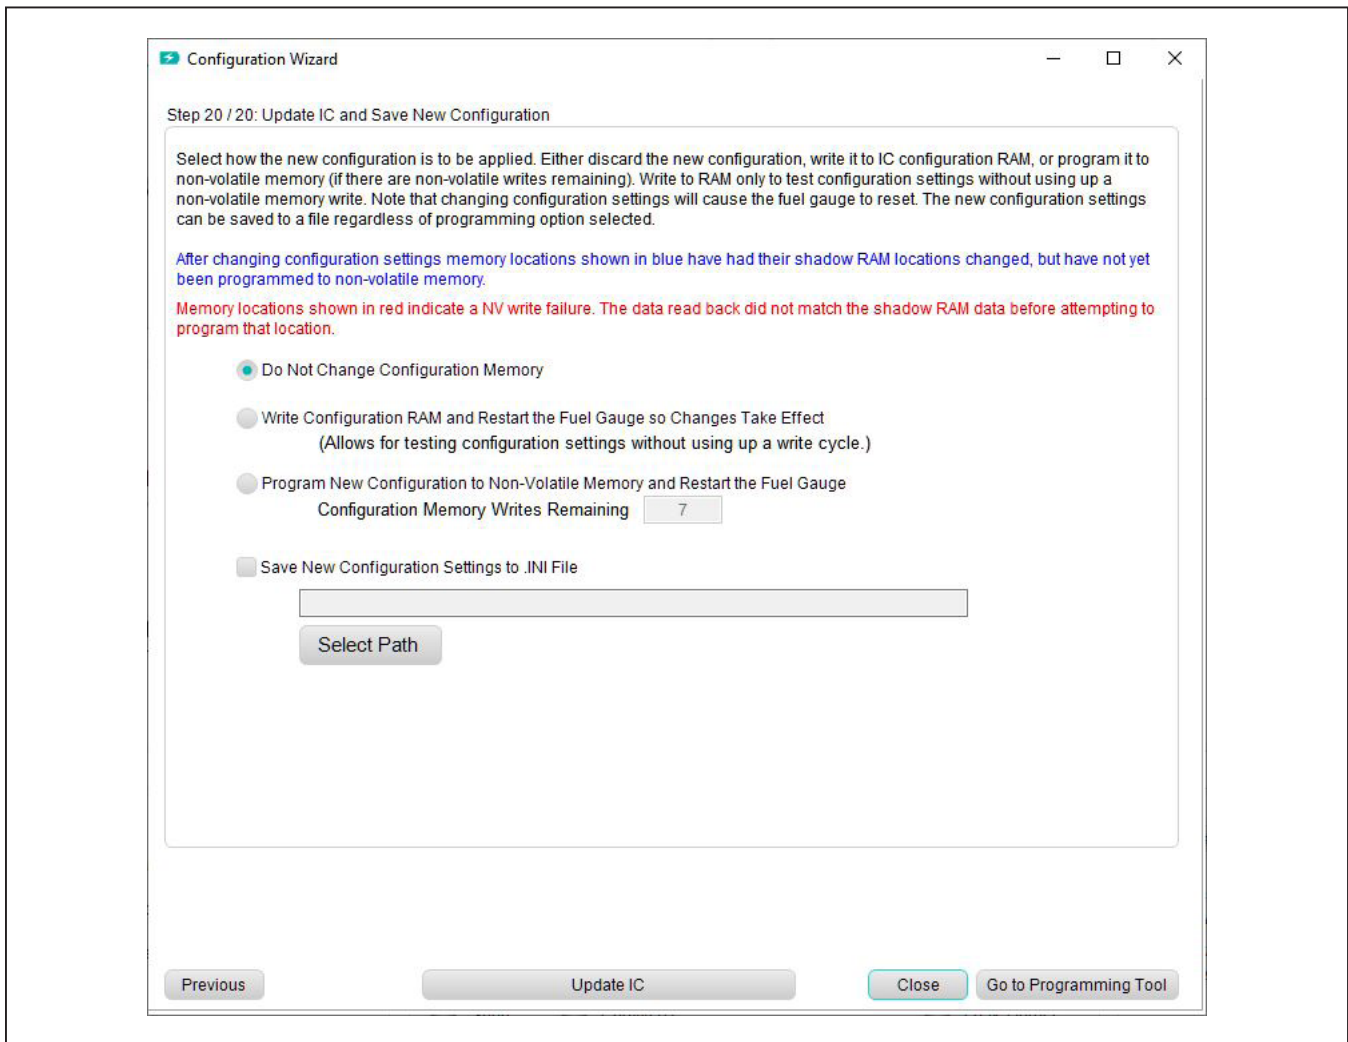 Configuration Wizard
Step 20 / 20: Update IC and Save New Configuration
Select how the new configuration is to be applied. Either discard the new configuration, write it to IC configuration RAM, or program it to
non-volatile memory (if there are non-volatile writes remaining). Write to RAM only to test configuration settings without using up a
non-volatile memory write. Note that changing configuration settings will cause the fuel gauge to reset. The new configuration settings
can be saved to a file regardless of programming option selected.
After changing configuration settings memory locations shown in blue have had their shadow RAM locations changed, but have not yet
been programmed to non-volatile memory.
Memory locations shown in red indicate a NV write failure. The data read back did not match the shadow RAM data before attempting to
program that location.
Do Not Change Configuration Memory
Write Configuration RAM and Restart the Fuel Gauge so Changes Take Effect
(Allows for testing configuration settings without using up a write cycle.)
Program New Configuration to Non-Volatile Memory and Restart the Fuel Gauge
Configuration Memory Writes Remaining 7
Save New Configuration Settings to .INI File
Select Path
Previous Update IC Close Go to Programming Tool